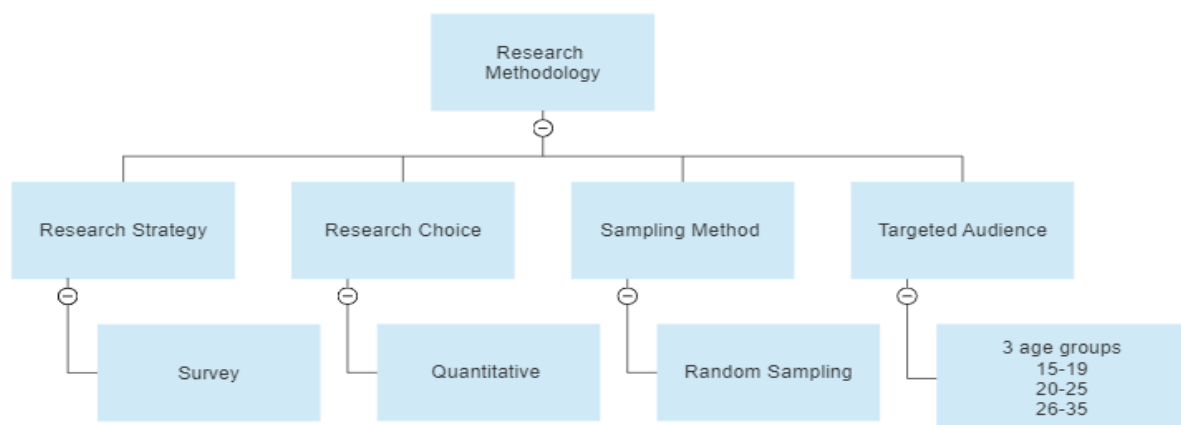 Research
Methodology
Research Strategy
Research Choice
Sampling Method
Targeted Audience
Survey
Quantitative
Random Sampling
3 age groups
15-19
20-25
26-35